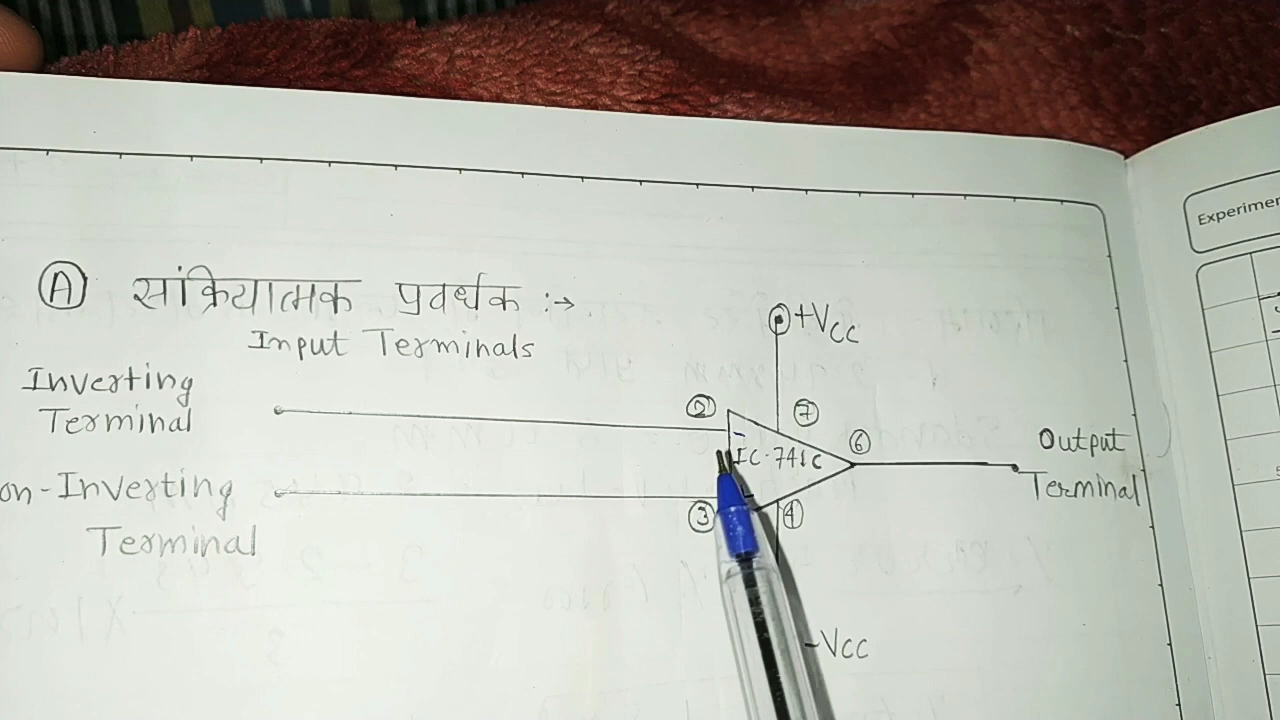 Experimen
Ⓐ सांक्रियात्मक प्रवर्धक :→
Input Terminals
+Vcc
Inverting
Terminal
② ⑦
-
IC-741C
⑥
Output
Terminal
on-Inverting
Terminal
③ ④
-Vcc